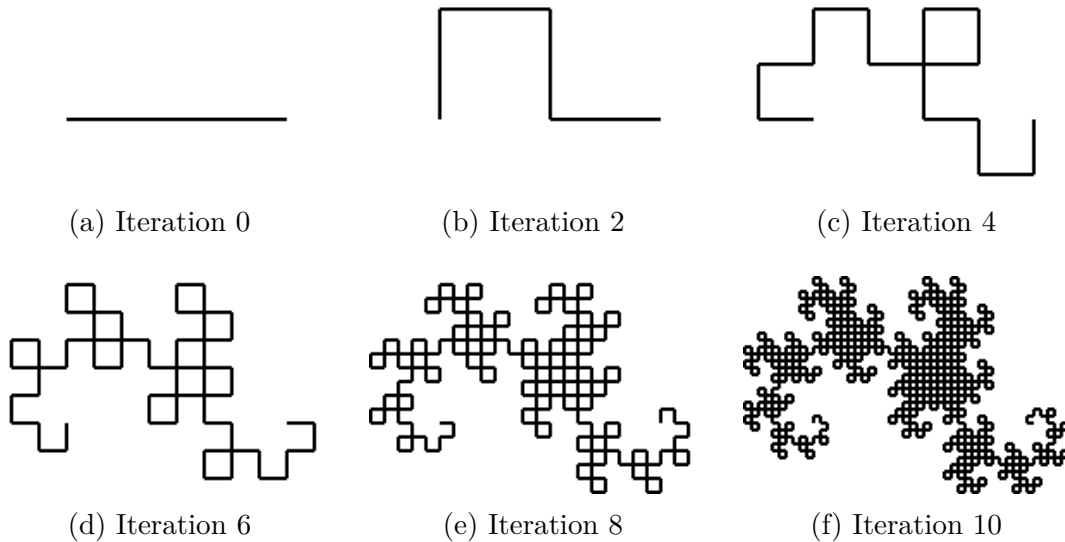 (a) Iteration 0
(b) Iteration 2
(c) Iteration 4
(d) Iteration 6
(e) Iteration 8
(f) Iteration 10